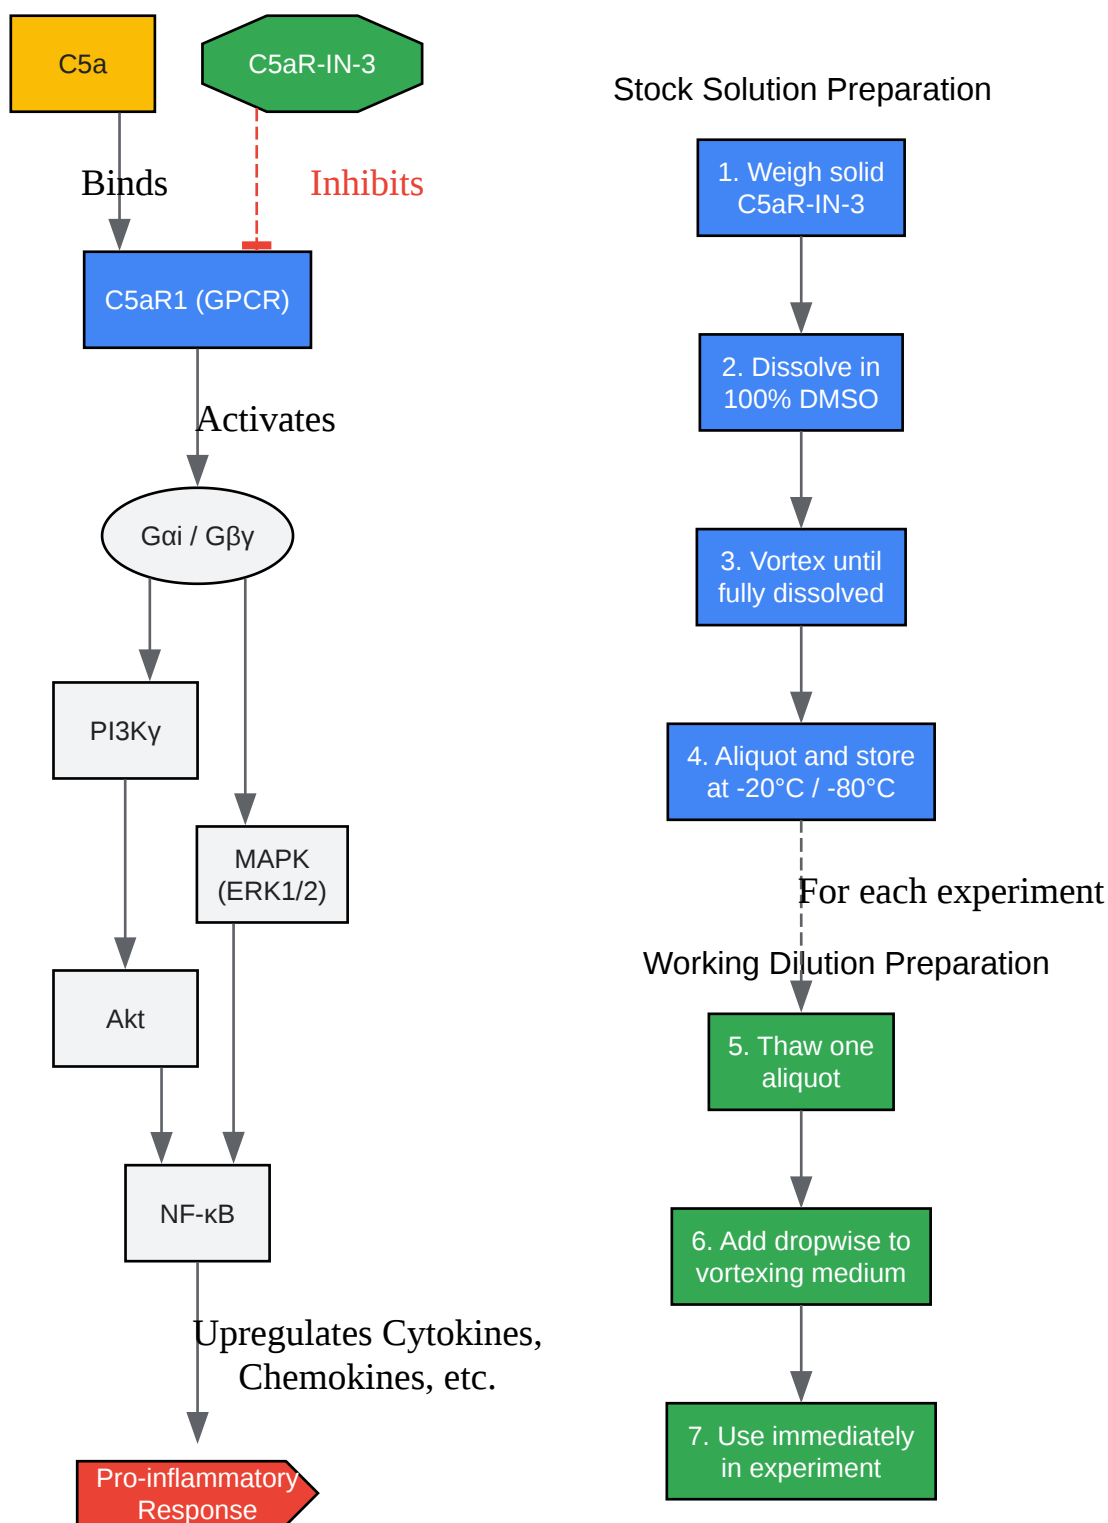 C5a
C5aR-IN-3
Binds
Inhibits
C5aR1 (GPCR)
Activates
Gαi / Gβγ
PI3Kγ
MAPK
(ERK1/2)
Akt
NF-κB
Upregulates Cytokines,
Chemokines, etc.
Pro-inflammatory
Response
Stock Solution Preparation
1. Weigh solid
C5aR-IN-3
2. Dissolve in
100% DMSO
3. Vortex until
fully dissolved
4. Aliquot and store
at -20°C / -80°C
For each experiment
Working Dilution Preparation
5. Thaw one
aliquot
6. Add dropwise to
vortexing medium
7. Use immediately
in experiment